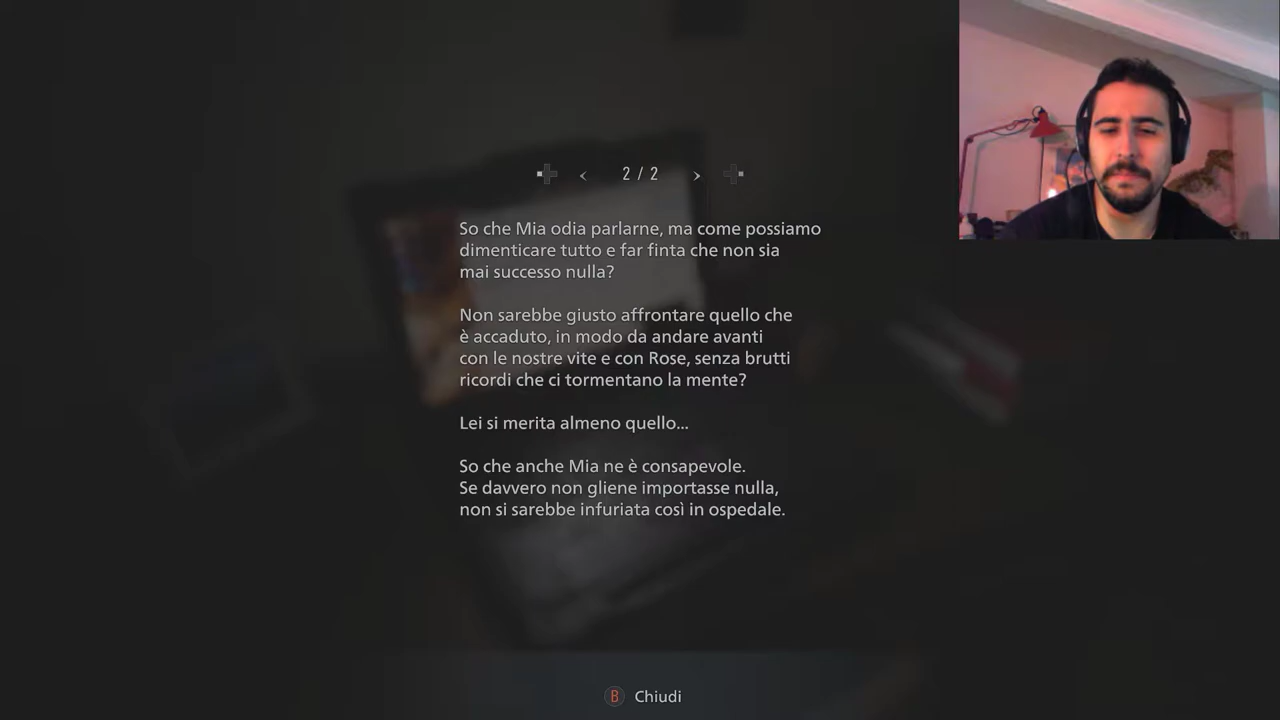 2 / 2
So che Mia odia parlarne, ma come possiamo
dimenticare tutto e far finta che non sia
mai successo nulla?
Non sarebbe giusto affrontare quello che
è accaduto, in modo da andare avanti
con le nostre vite e con Rose, senza brutti
ricordi che ci tormentano la mente?
Lei si merita almeno quello...
So che anche Mia ne è consapevole.
Se davvero non gliene importasse nulla,
non si sarebbe infuriata così in ospedale.
B Chiudi